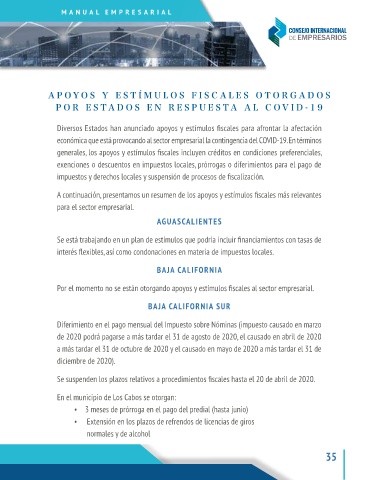 MANUAL EMPRESARIAL
CONSEJO INTERNACIONAL
DE EMPRESARIOS
APOYOS Y ESTÍMULOS FISCALES OTORGADOS
POR ESTADOS EN RESPUESTA AL COVID-19
Diversos Estados han anunciado apoyos y estímulos fiscales para afrontar la afectación
económica que está provocando al sector empresarial la contingencia del COVID-19. En términos
generales, los apoyos y estímulos fiscales incluyen créditos en condiciones preferenciales,
exenciones o descuentos en impuestos locales, prórrogas o diferimientos para el pago de
impuestos y derechos locales y suspensión de procesos de fiscalización.
A continuación, presentamos un resumen de los apoyos y estímulos fiscales más relevantes
para el sector empresarial.
AGUASCALIENTES
Se está trabajando en un plan de estímulos que podría incluir financiamientos con tasas de
interés flexibles, así como condonaciones en materia de impuestos locales.
BAJA CALIFORNIA
Por el momento no se están otorgando apoyos y estímulos fiscales al sector empresarial.
BAJA CALIFORNIA SUR
Diferimiento en el pago mensual del Impuesto sobre Nóminas (impuesto causado en marzo
de 2020 podrá pagarse a más tardar el 31 de agosto de 2020, el causado en abril de 2020
a más tardar el 31 de octubre de 2020 y el causado en mayo de 2020 a más tardar el 31 de
diciembre de 2020).
Se suspenden los plazos relativos a procedimientos fiscales hasta el 20 de abril de 2020.
En el municipio de Los Cabos se otorgan:
• 3 meses de prórroga en el pago del predial (hasta junio)
• Extensión en los plazos de refrendos de licencias de giros
normales y de alcohol
35